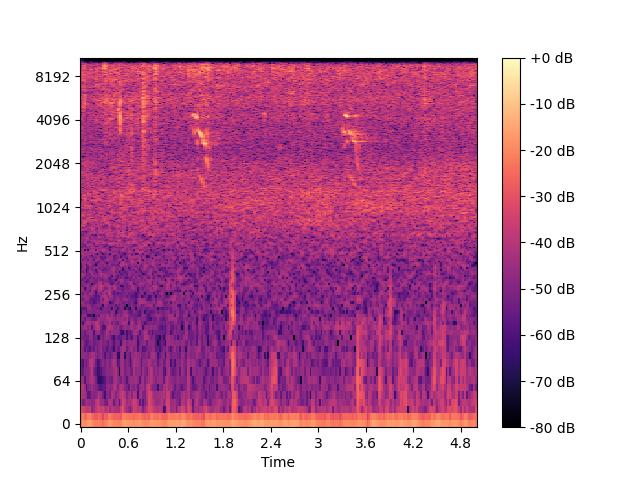 8192
4096
2048
1024
512
256
128
64
0
Hz
0 0.6 1.2 1.8 2.4 3 3.6 4.2 4.8
Time
+0 dB
-10 dB
-20 dB
-30 dB
-40 dB
-50 dB
-60 dB
-70 dB
-80 dB